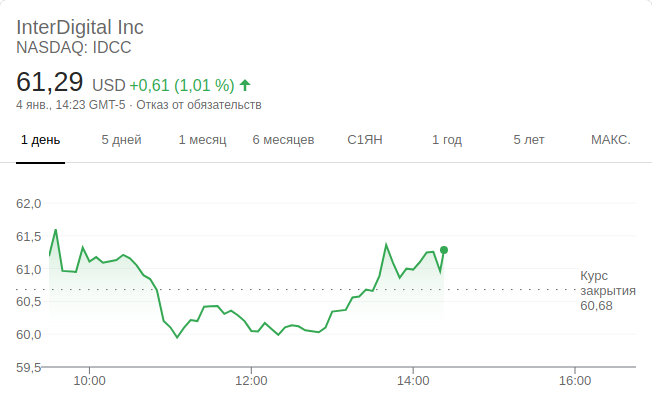 InterDigital Inc
NASDAQ: IDCC
61,29 USD +0,61 (1,01 %)
4 янв., 14:23 GMT-5 · Отказ от обязательств
1 день 5 дней 1 месяц 6 месяцев С1ЯН 1 год 5 лет МАКС.
62,0
61,5
61,0
60,5
60,0
59,5
Курс
закрытия
60,68
10:00 12:00 14:00 16:00